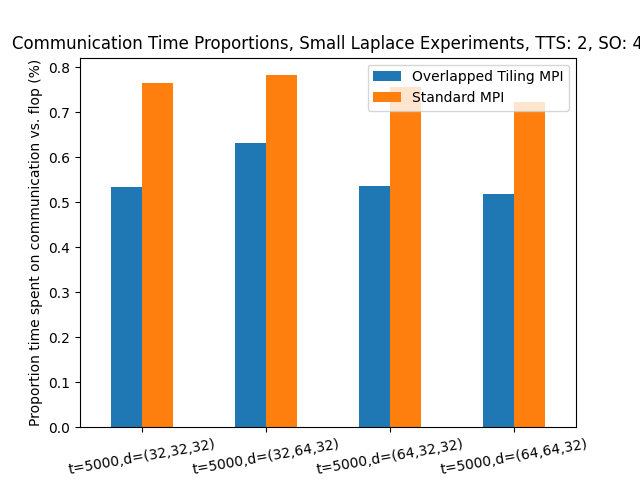 Communication Time Proportions, Small Laplace Experiments, TTS: 2, SO: 4
Proportion time spent on communication vs. flop (%)
0.8
0.7
0.6
0.5
0.4
0.3
0.2
0.1
0.0
Overlapped Tiling MPI
Standard MPI
t=5000,d=(32,32,32)
t=5000,d=(32,64,32)
t=5000,d=(64,32,32)
t=5000,d=(64,64,32)